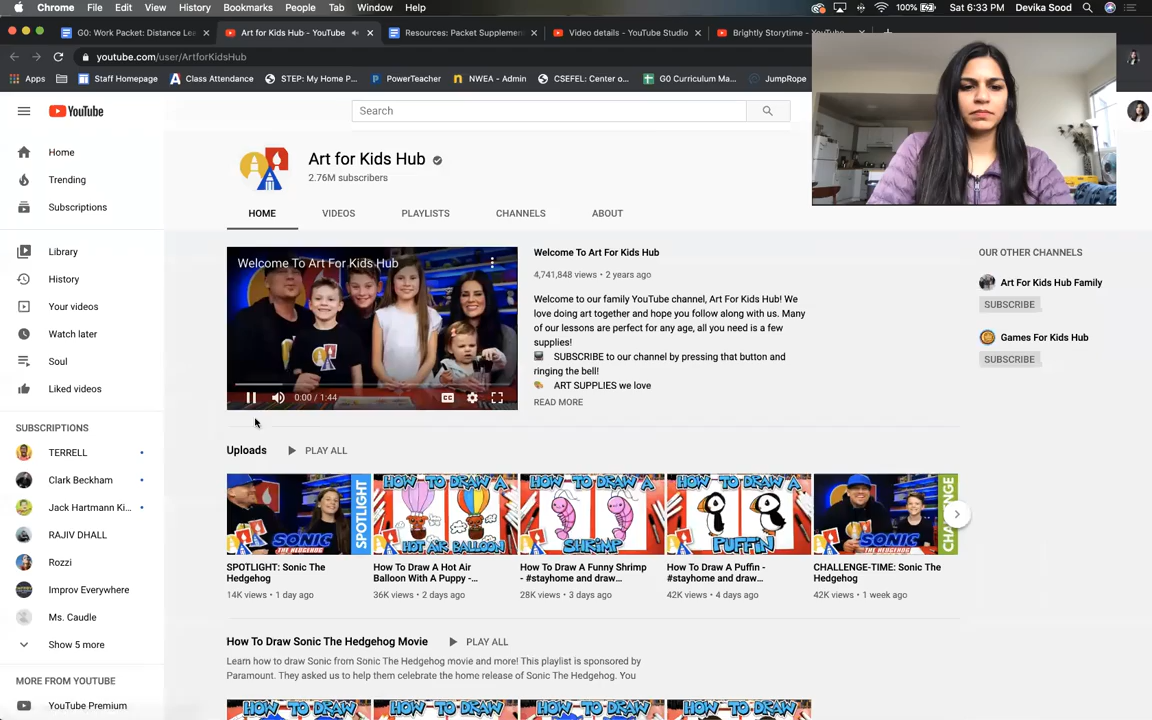 Chrome File Edit View History Bookmarks People Tab Window Help 100% Sat 6:33 PM Devika Sood
G0: Work Packet: Distance Lea Art for Kids Hub - YouTube Resources: Packet Supplemen Video details - YouTube Studio Brightly Storytime - YouTube
youtube.com/user/ArtforKidsHub
Apps Staff Homepage Class Attendance STEP: My Home P... PowerTeacher NWEA - Admin CSEFEL: Center o... G0 Curriculum Ma... JumpRope
YouTube
Search
Home
Trending
Subscriptions
Library
History
Your videos
Watch later
Soul
Liked videos
SUBSCRIPTIONS
TERRELL
Clark Beckham
Jack Hartmann Ki...
RAJIV DHALL
Rozzi
Improv Everywhere
Ms. Caudle
Show 5 more
MORE FROM YOUTUBE
YouTube Premium
Art for Kids Hub
2.76M subscribers
HOME VIDEOS PLAYLISTS CHANNELS ABOUT
Welcome To Art For Kids Hub
0:00 / 1:44
CC
Welcome To Art For Kids Hub
4,741,848 views • 2 years ago
Welcome to our family YouTube channel, Art For Kids Hub! We
love doing art together and hope you follow along with us. Many
of our lessons are perfect for any age, all you need is a few
supplies!
SUBSCRIBE to our channel by pressing that button and
ringing the bell!
ART SUPPLIES we love
READ MORE
OUR OTHER CHANNELS
Art For Kids Hub Family
SUBSCRIBE
Games For Kids Hub
SUBSCRIBE
Uploads PLAY ALL
SONIC
THE HEDGEHOG
SPOTLIGHT
SPOTLIGHT: Sonic The
Hedgehog
14K views • 1 day ago
HOW TO DRAW A
HOT AIR BALLOON
How To Draw A Hot Air
Balloon With A Puppy -...
36K views • 2 days ago
HOW TO DRAW A
SHRIMP
How To Draw A Funny Shrimp
- #stayhome and draw...
28K views • 3 days ago
HOW TO DRAW A
PUFFIN
How To Draw A Puffin -
#stayhome and draw...
42K views • 4 days ago
SONIC
THE HEDGEHOG
CHALLENGE
CHALLENGE-TIME: Sonic The
Hedgehog
42K views • 1 week ago
How To Draw Sonic The Hedgehog Movie PLAY ALL
Learn how to draw Sonic from Sonic The Hedgehog movie and more! This playlist is sponsored by
Paramount. They asked us to help them celebrate the home release of Sonic The Hedgehog. You